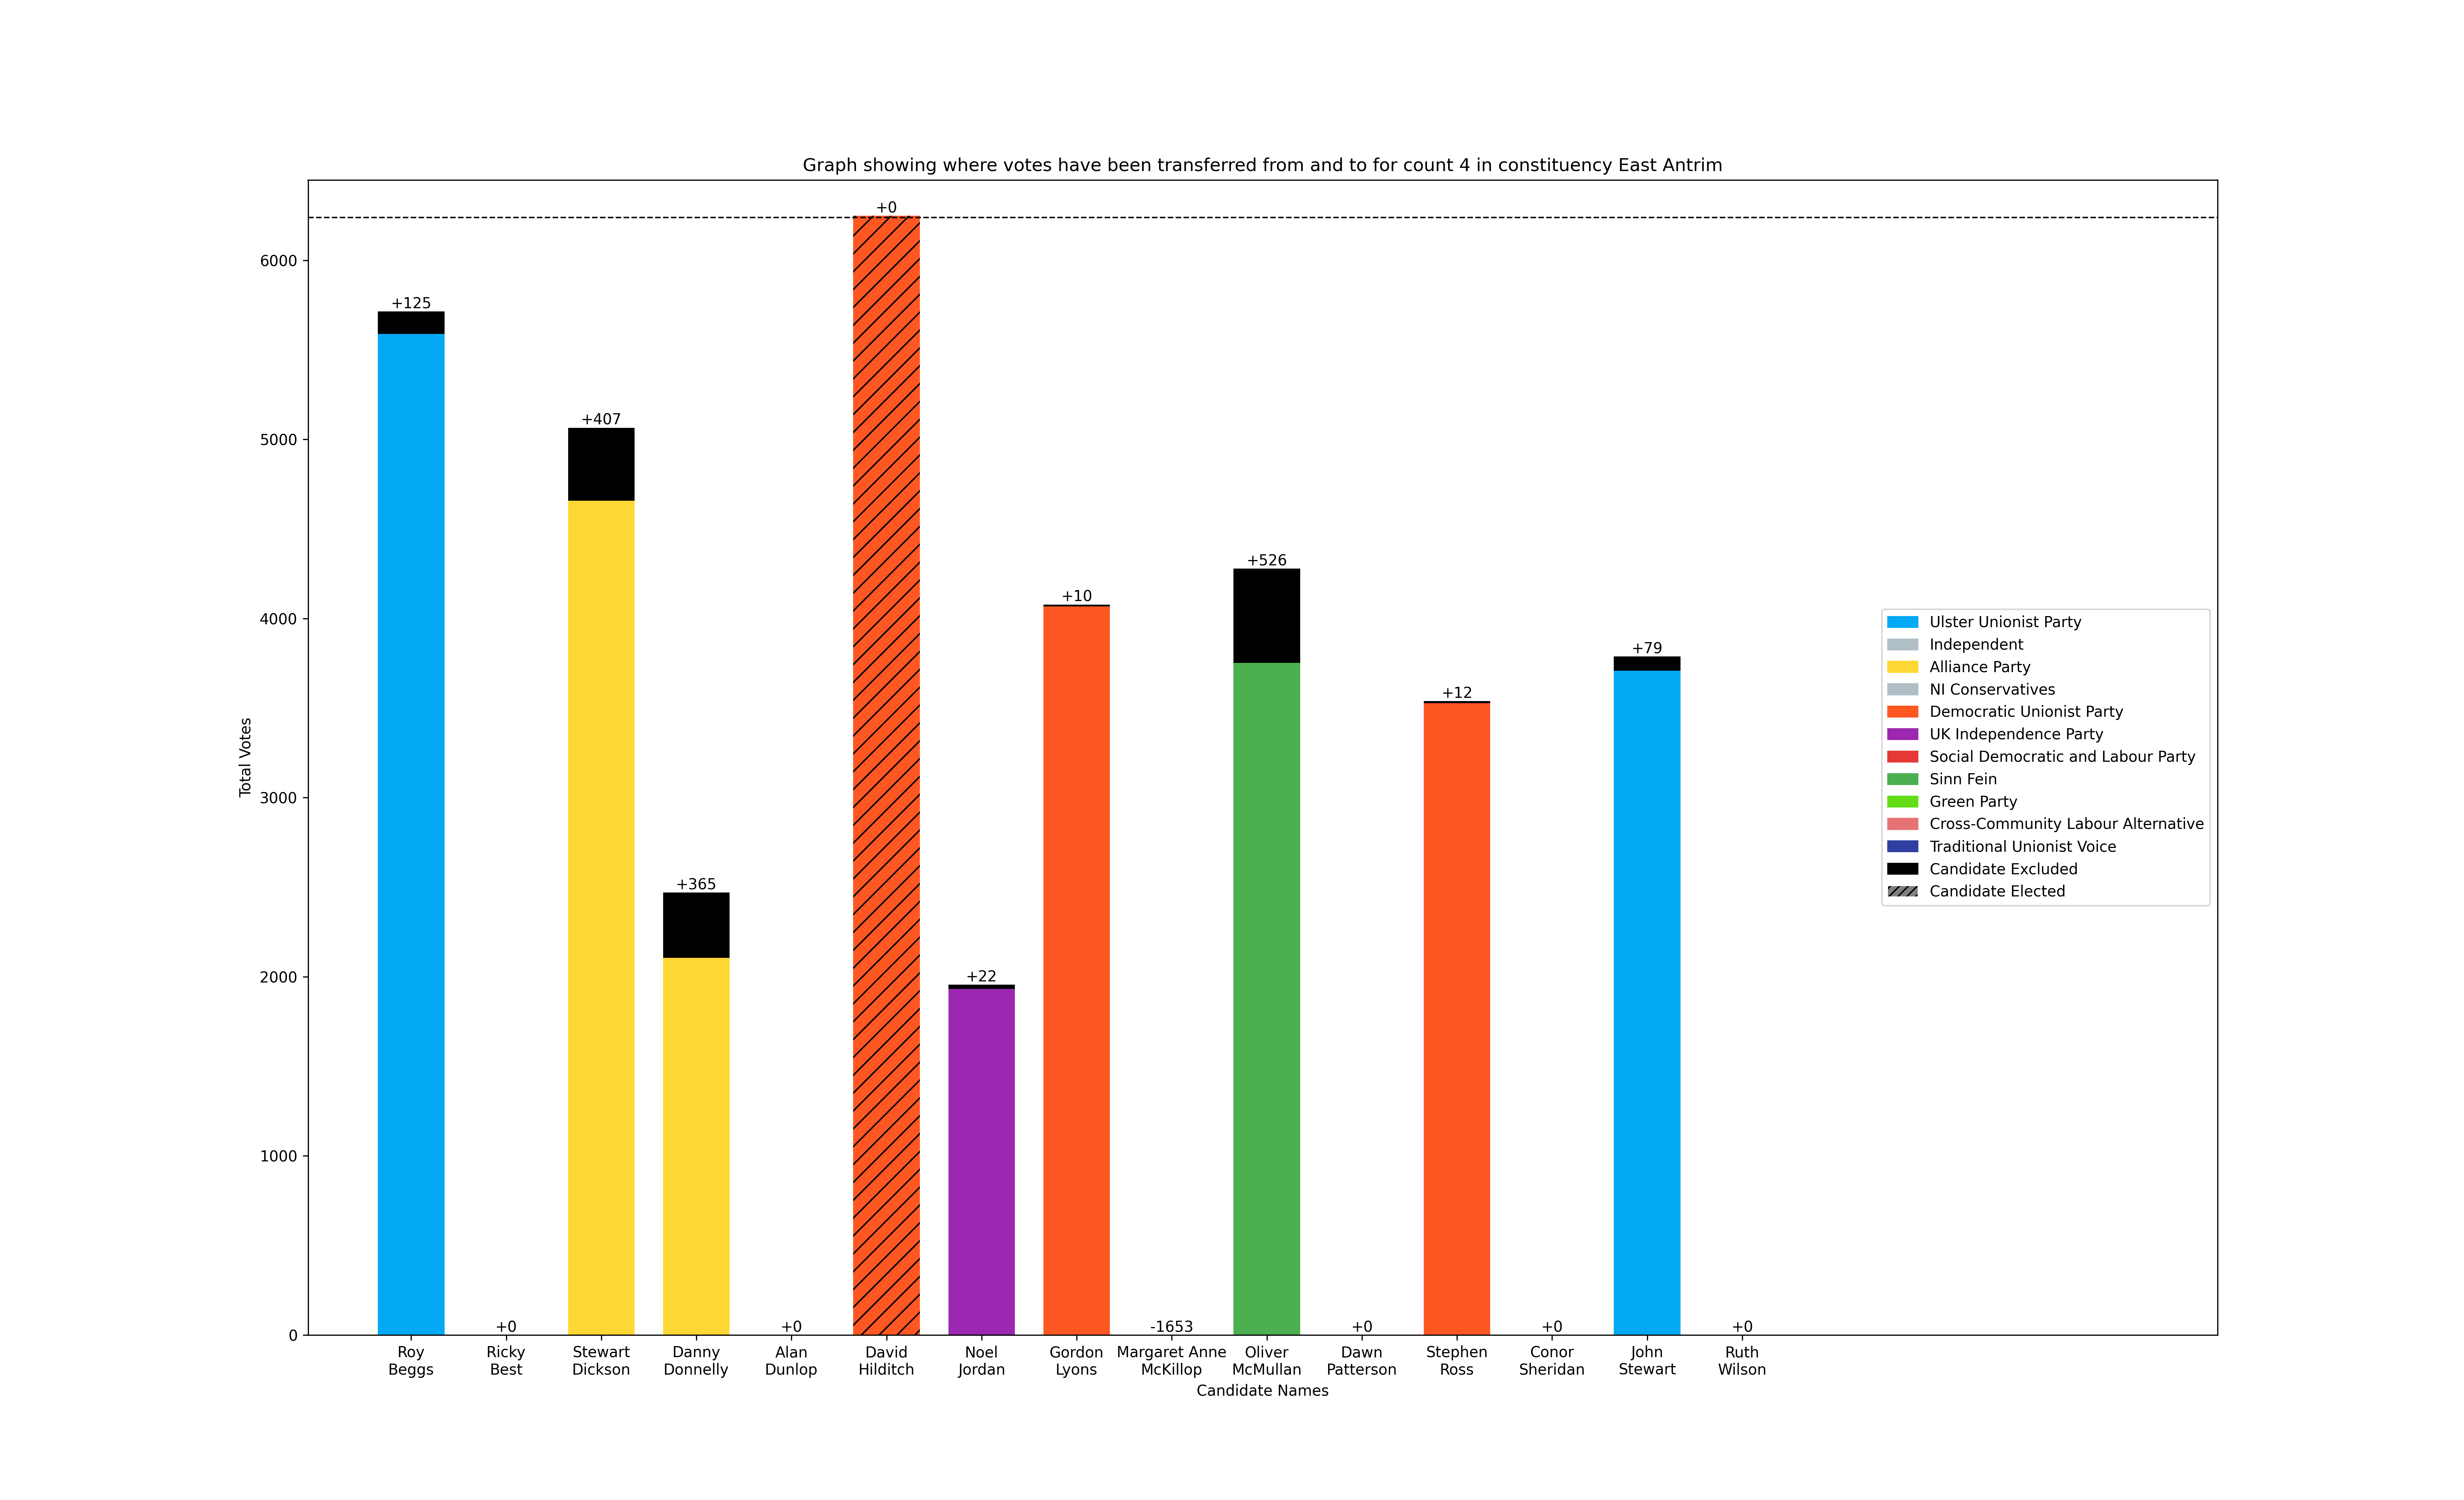 Graph showing where votes have been transferred from and to for count 4 in constituency East Antrim
Total Votes
6000
5000
4000
3000
2000
1000
0
+125
+0
+407
+365
+0
+0
+22
+10
-1653
+526
+0
+12
+0
+79
+0
Roy
Beggs
Ricky
Best
Stewart
Dickson
Danny
Donnelly
Alan
Dunlop
David
Hilditch
Noel
Jordan
Gordon
Lyons
Margaret Anne
McKillop
Oliver
McMullan
Dawn
Patterson
Stephen
Ross
Conor
Sheridan
John
Stewart
Ruth
Wilson
Candidate Names
Ulster Unionist Party
Independent
Alliance Party
NI Conservatives
Democratic Unionist Party
UK Independence Party
Social Democratic and Labour Party
Sinn Fein
Green Party
Cross-Community Labour Alternative
Traditional Unionist Voice
Candidate Excluded
Candidate Elected